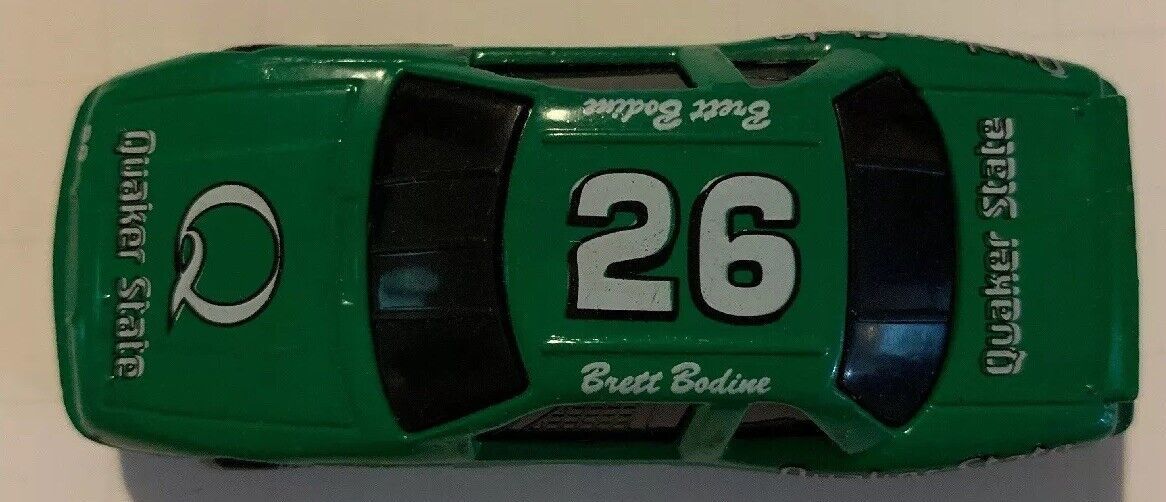 Quaker State
Q
Brett Bodine
26
Brett Bodine
Quaker State